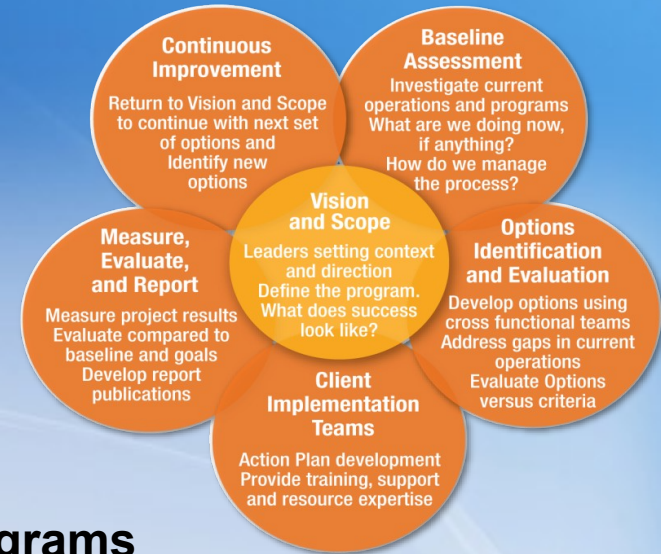 Continuous
Improvement
Return to Vision and Scope
to continue with next set
of options and
Identify new
options
Baseline
Assessment
Investigate current
operations and programs
What are we doing now,
if anything?
How do we manage
the process?
Vision
and Scope
Leaders setting context
and direction
Define the program.
What does success
look like?
Measure,
Evaluate,
and Report
Measure project results
Evaluate compared to
baseline and goals
Develop report
publications
Options
Identification
and Evaluation
Develop options using
cross functional teams
Address gaps in current
operations
Evaluate Options
versus criteria
Client
Implementation
Teams
Action Plan development
Provide training, support
and resource expertise